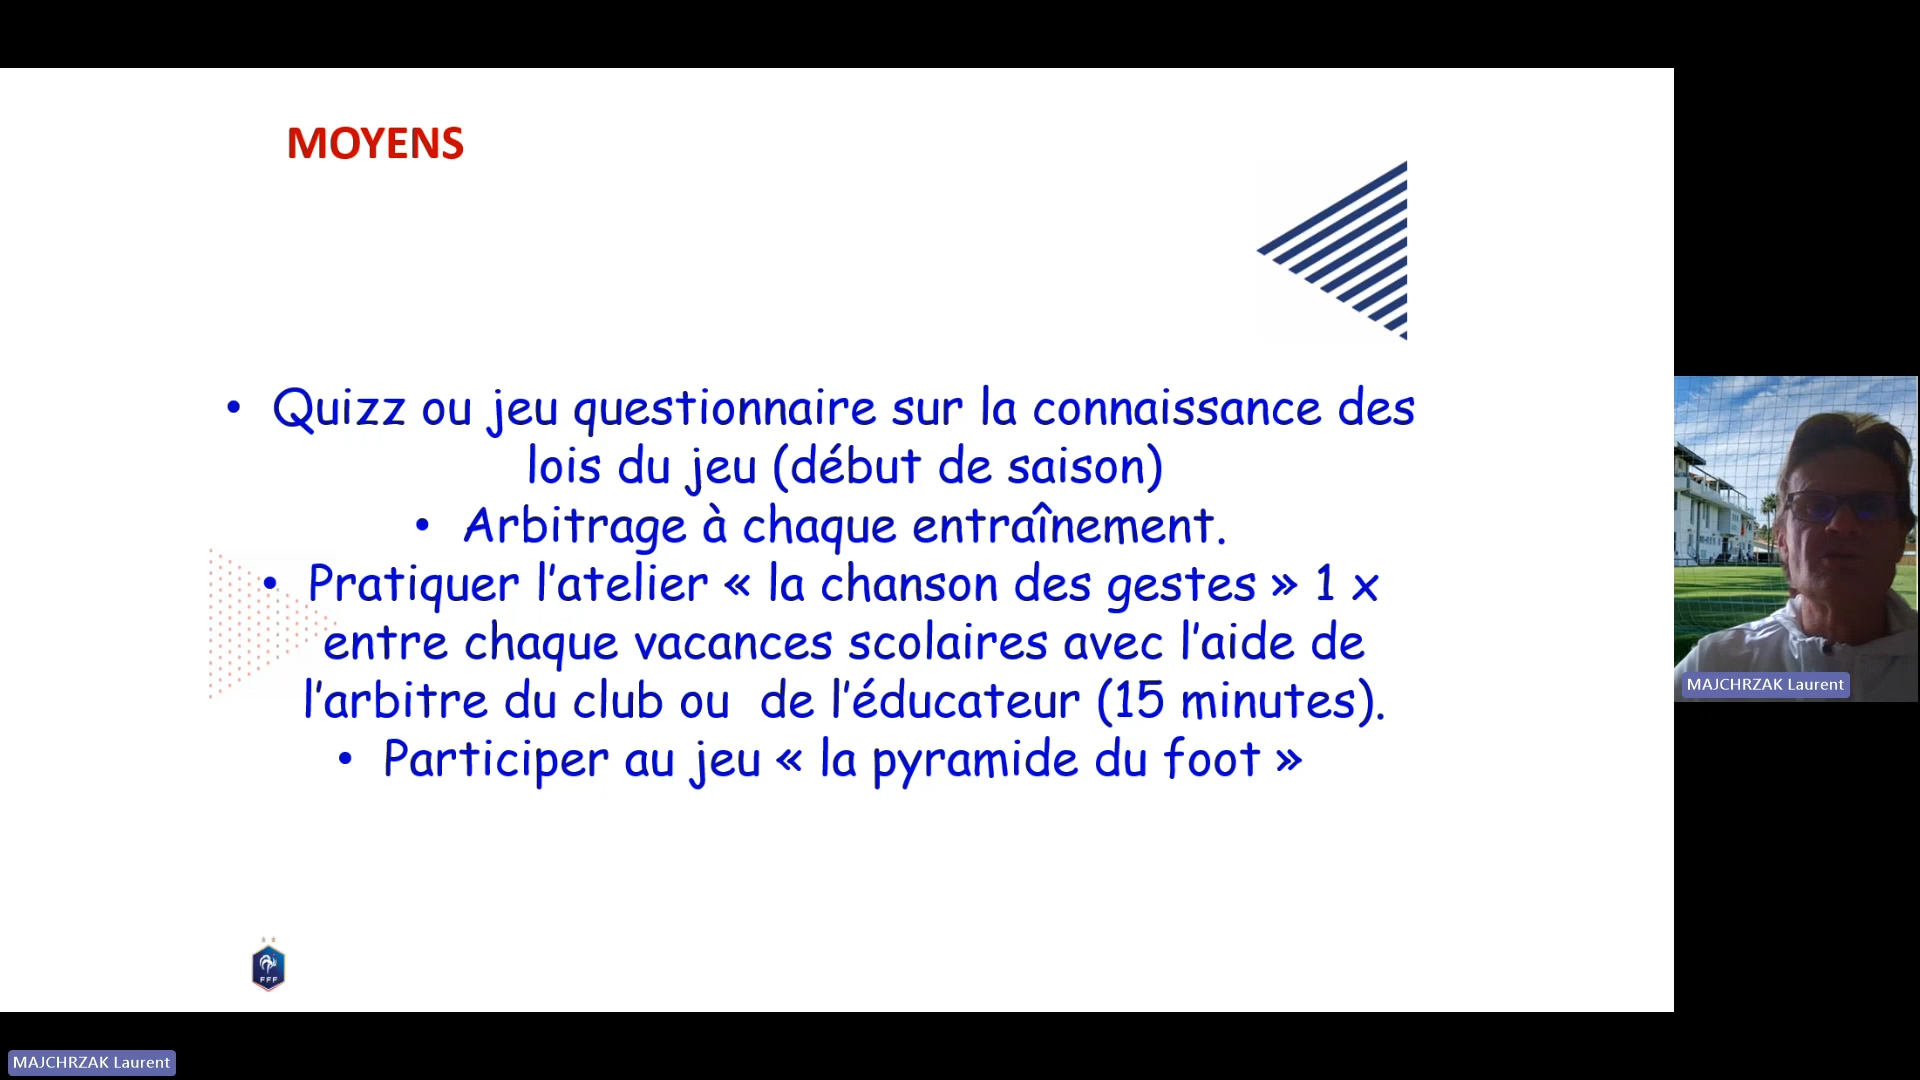 MOYENS
• Quizz ou jeu questionnaire sur la connaissance des
lois du jeu (début de saison)
• Arbitrage à chaque entraînement.
• Pratiquer l’atelier « la chanson des gestes » 1 x
entre chaque vacances scolaires avec l’aide de
l’arbitre du club ou  de l’éducateur (15 minutes).
• Participer au jeu « la pyramide du foot »
FFF
MAJCHRZAK Laurent
MAJCHRZAK Laurent